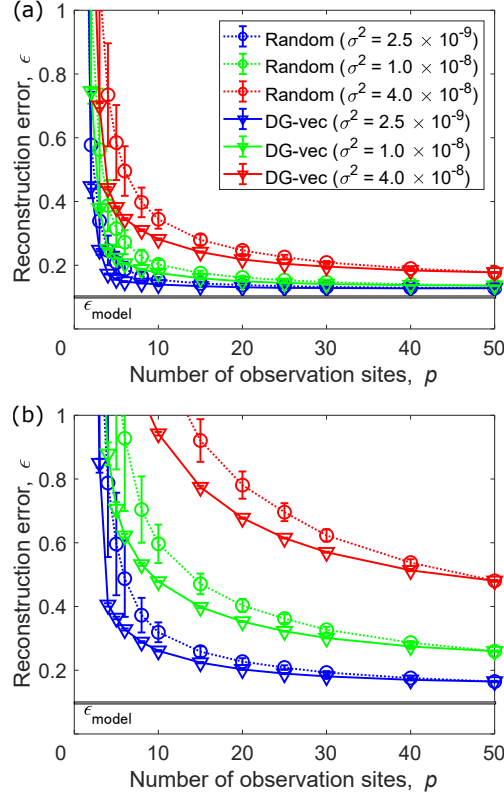 (a)
1
0.8
0.6
0.4
0.2
Reconstruction error, ϵ
Random (σ² = 2.5 × 10⁻⁹)
Random (σ² = 1.0 × 10⁻⁸)
Random (σ² = 4.0 × 10⁻⁸)
DG-vec (σ² = 2.5 × 10⁻⁹)
DG-vec (σ² = 1.0 × 10⁻⁸)
DG-vec (σ² = 4.0 × 10⁻⁸)
ϵmodel
0 10 20 30 40 50
Number of observation sites, p
(b)
1
0.8
0.6
0.4
0.2
Reconstruction error, ϵ
ϵmodel
0 10 20 30 40 50
Number of observation sites, p